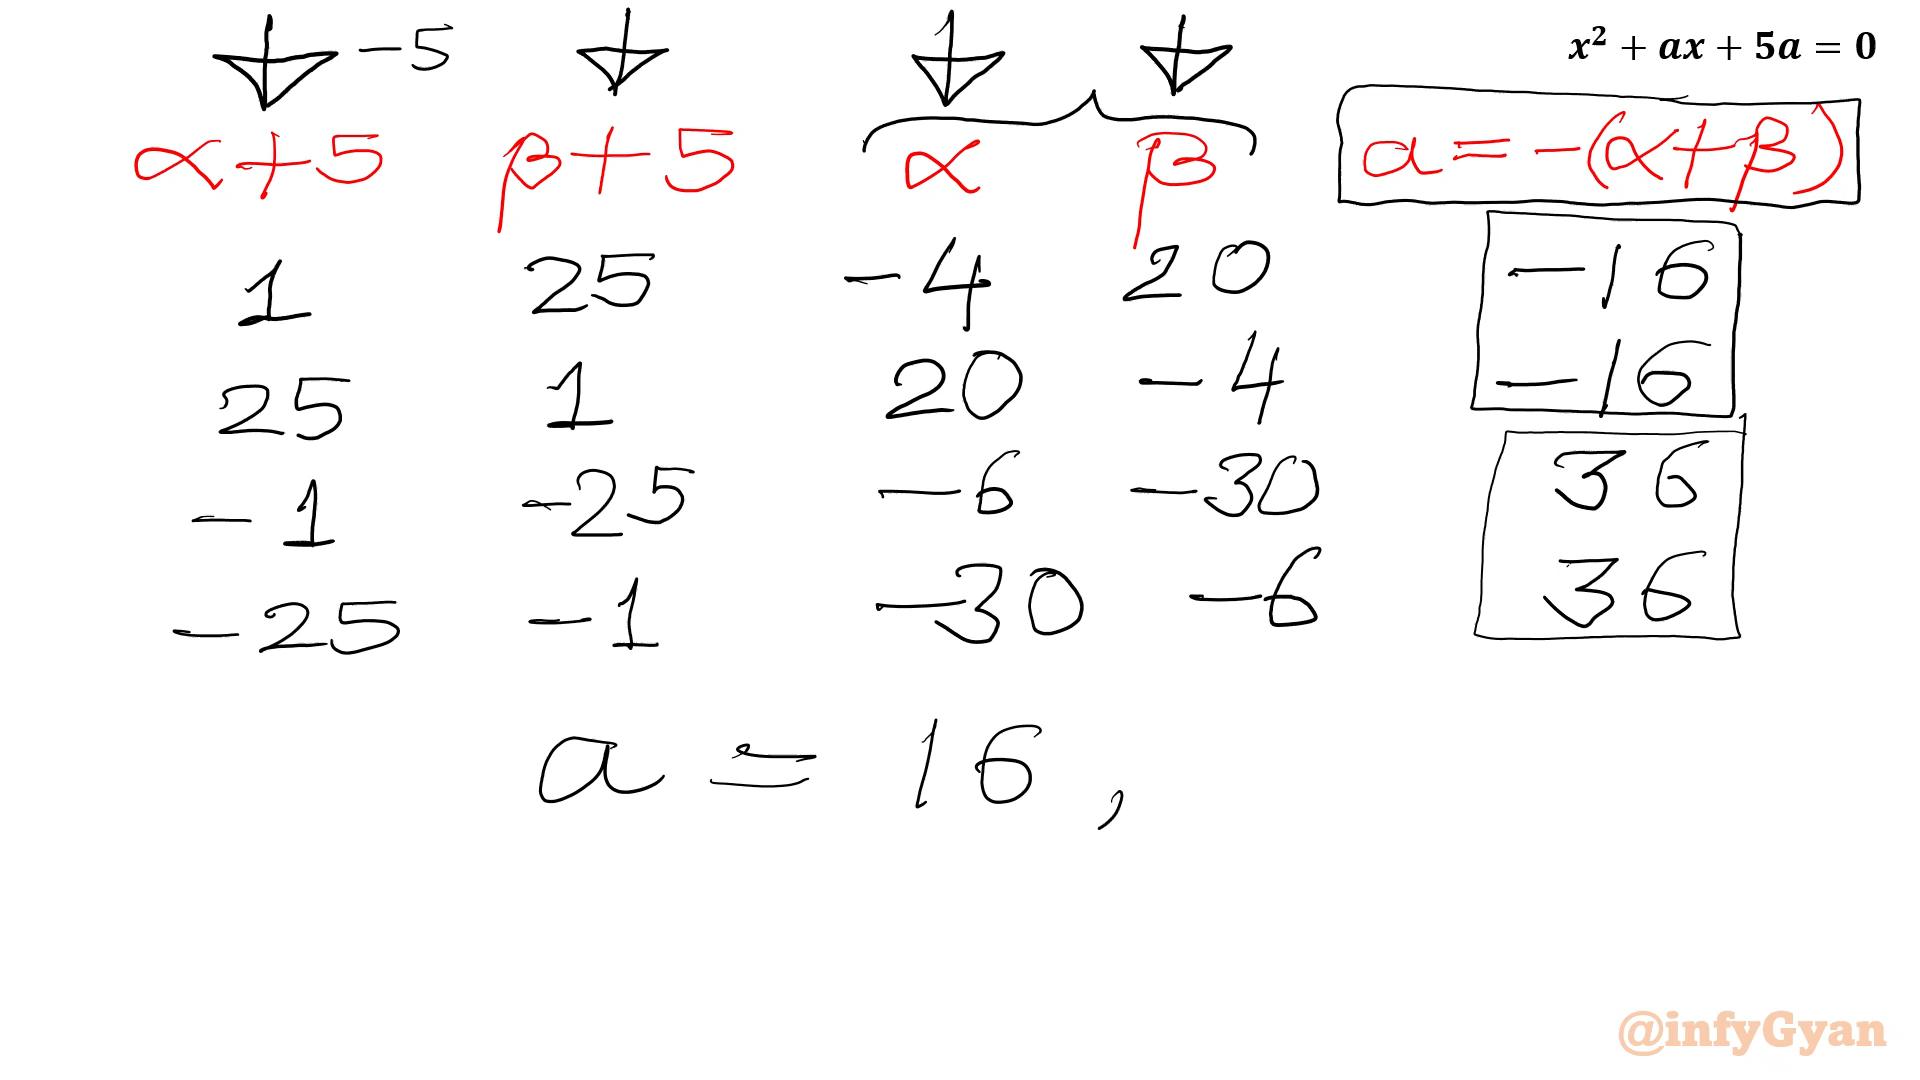 -5
x² + ax + 5a = 0
α+5 β+5 α β a = -(α+β)
1 25 -4 20 -16
25 1 20 -4 -16
-1 -25 -6 -30 36
-25 -1 -30 -6 36
a = 16,
@infyGyan